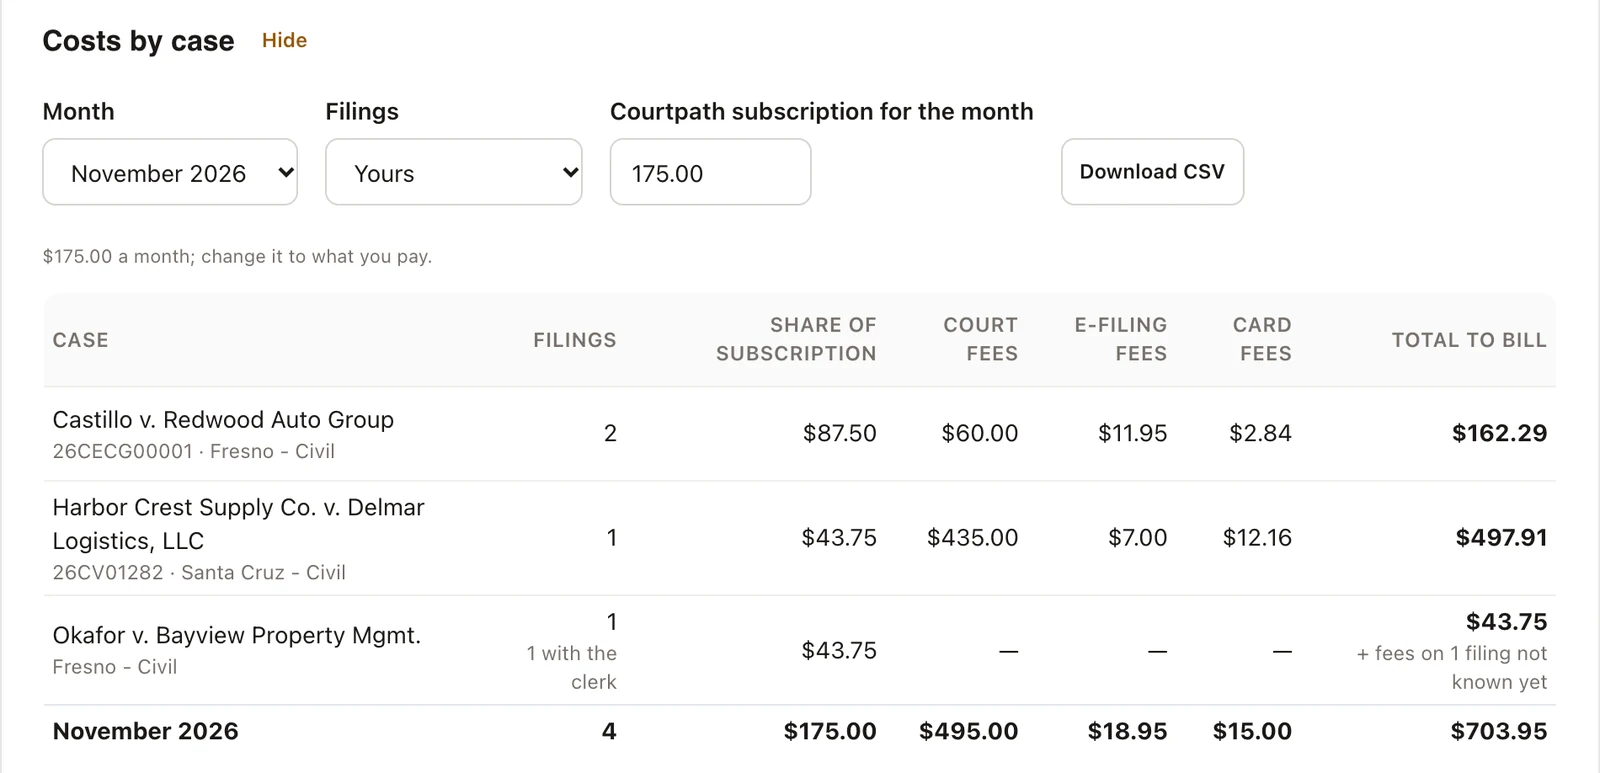 Costs by case Hide
Month Filings Courtpath subscription for the month
November 2026 Yours 175.00 Download CSV
$175.00 a month; change it to what you pay.
CASE FILINGS SHARE OF SUBSCRIPTION COURT FEES E-FILING FEES CARD FEES TOTAL TO BILL
Castillo v. Redwood Auto Group
26CECG00001 · Fresno - Civil
2 $87.50 $60.00 $11.95 $2.84 $162.29
Harbor Crest Supply Co. v. Delmar
Logistics, LLC
26CV01282 · Santa Cruz - Civil
1 $43.75 $435.00 $7.00 $12.16 $497.91
Okafor v. Bayview Property Mgmt.
Fresno - Civil
1
1 with the
clerk
$43.75 — — — $43.75
+ fees on 1 filing not
known yet
November 2026 4 $175.00 $495.00 $18.95 $15.00 $703.95